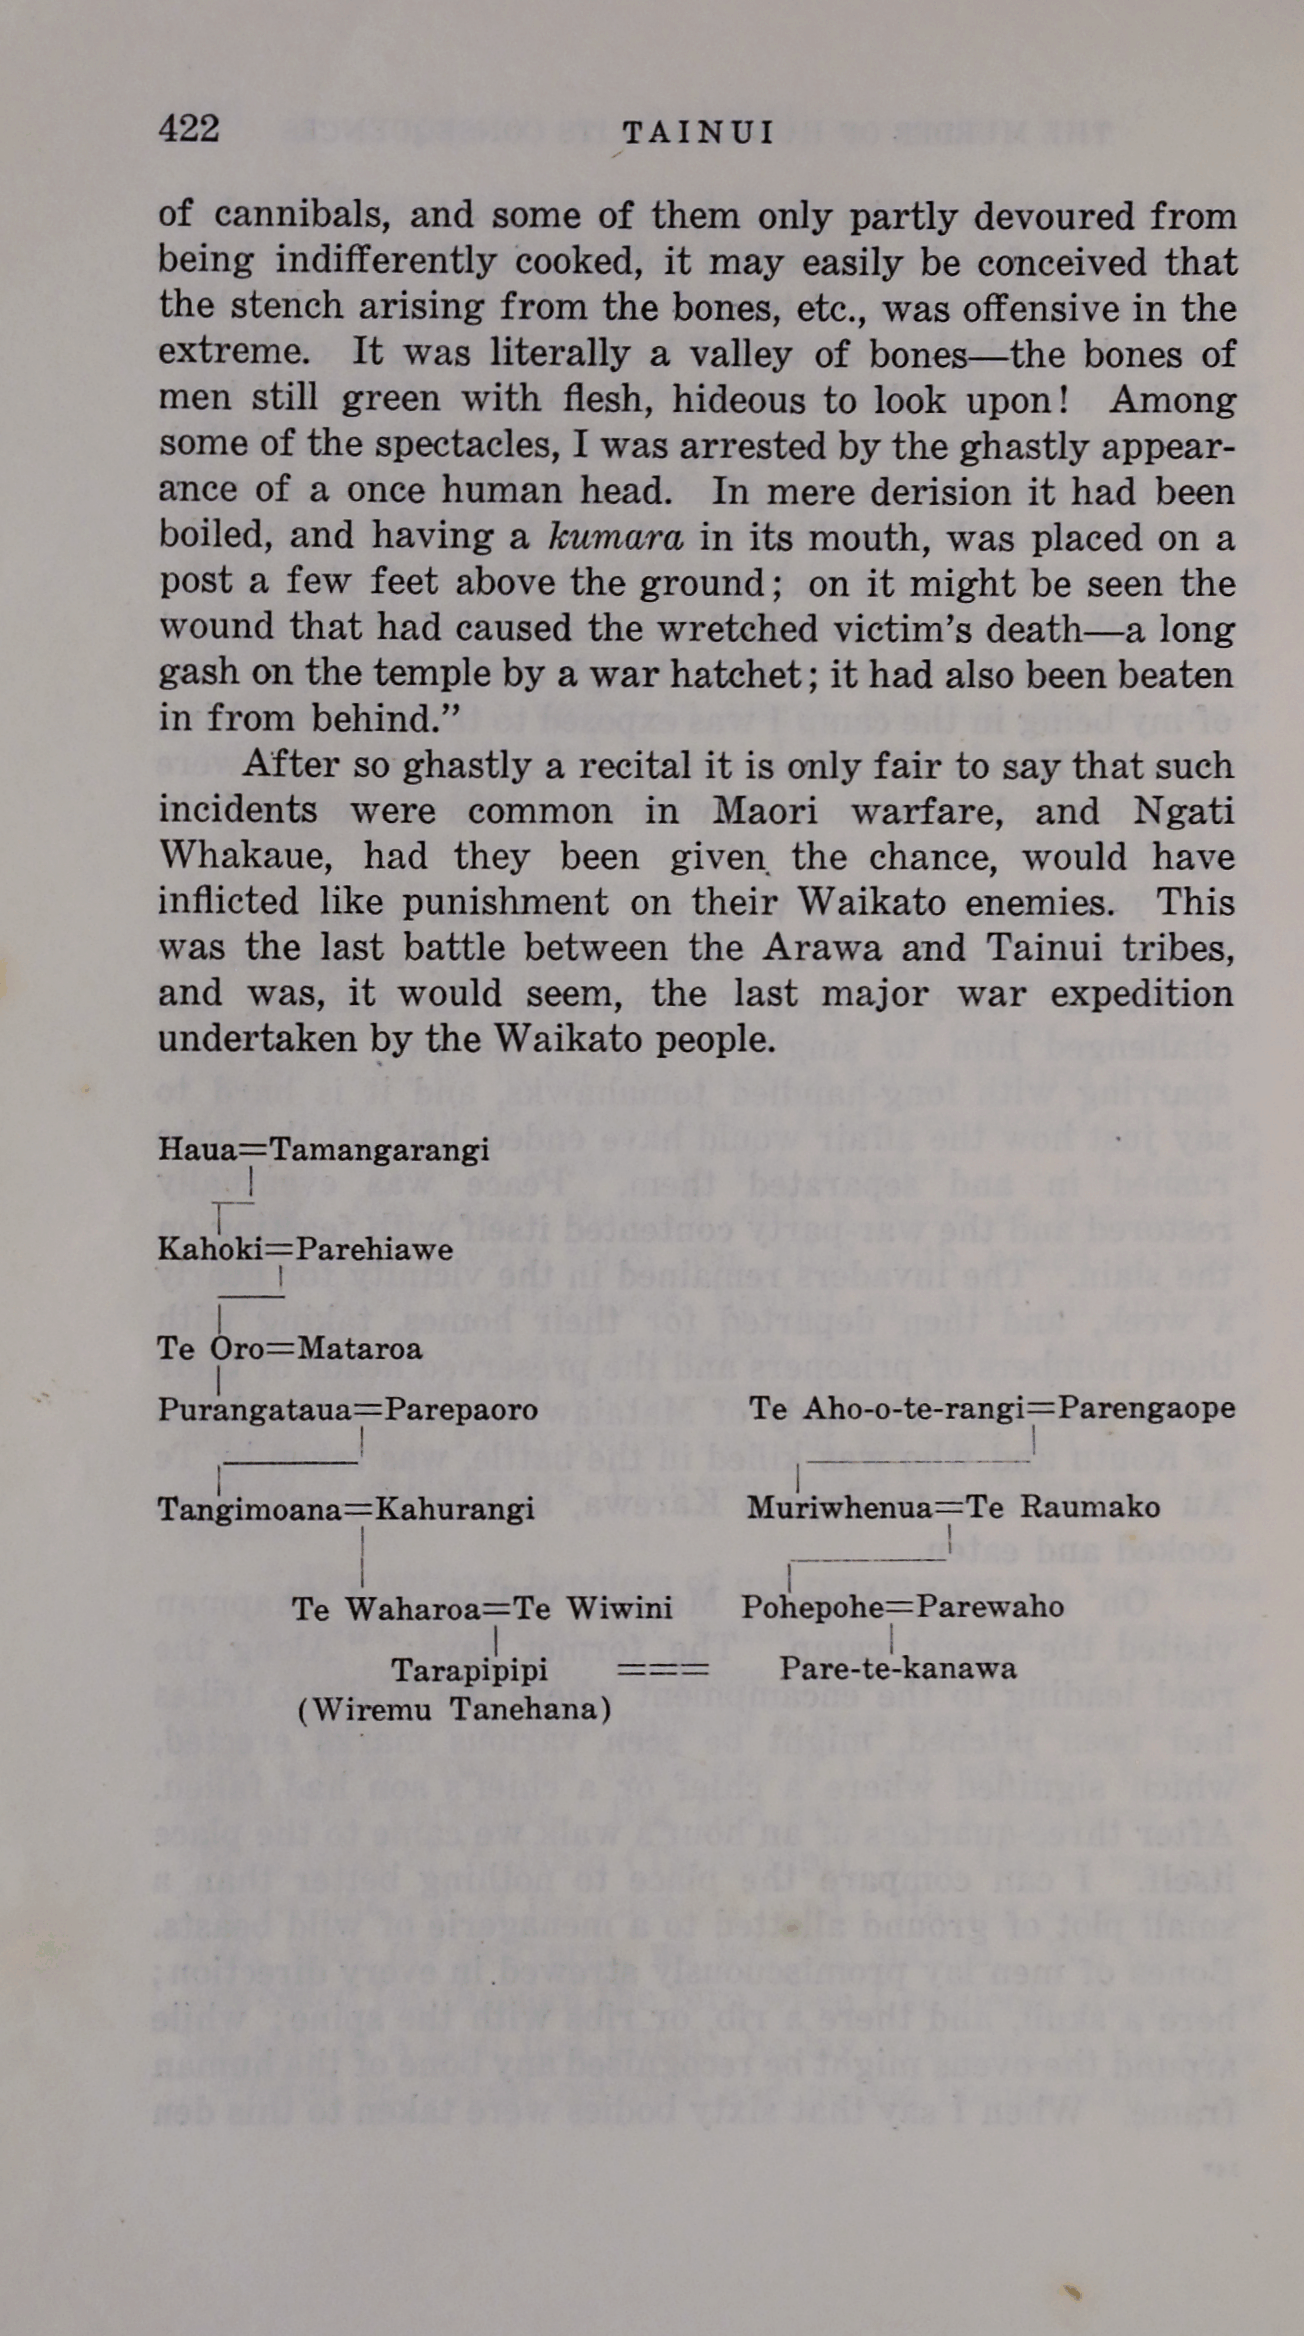 422 TAINUI
of cannibals, and some of them only partly devoured from
being indifferently cooked, it may easily be conceived that
the stench arising from the bones, etc., was offensive in the
extreme. It was literally a valley of bones—the bones of
men still green with flesh, hideous to look upon! Among
some of the spectacles, I was arrested by the ghastly appear-
ance of a once human head. In mere derision it had been
boiled, and having a kumara in its mouth, was placed on a
post a few feet above the ground; on it might be seen the
wound that had caused the wretched victim's death—a long
gash on the temple by a war hatchet; it had also been beaten
in from behind.”
After so ghastly a recital it is only fair to say that such
incidents were common in Maori warfare, and Ngati
Whakaue, had they been given the chance, would have
inflicted like punishment on their Waikato enemies. This
was the last battle between the Arawa and Tainui tribes,
and was, it would seem, the last major war expedition
undertaken by the Waikato people.
Haua=Tamangarangi
Kahoki=Parehiawe
Te Oro=Mataroa
Purangataua=Parepaoro Te Aho-o-te-rangi=Parengaope
Tangimoana=Kahurangi Muriwhenua=Te Raumako
Te Waharoa=Te Wiwini Pohepohe=Parewaho
Tarapipipi === Pare-te-kanawa
(Wiremu Tanehana)